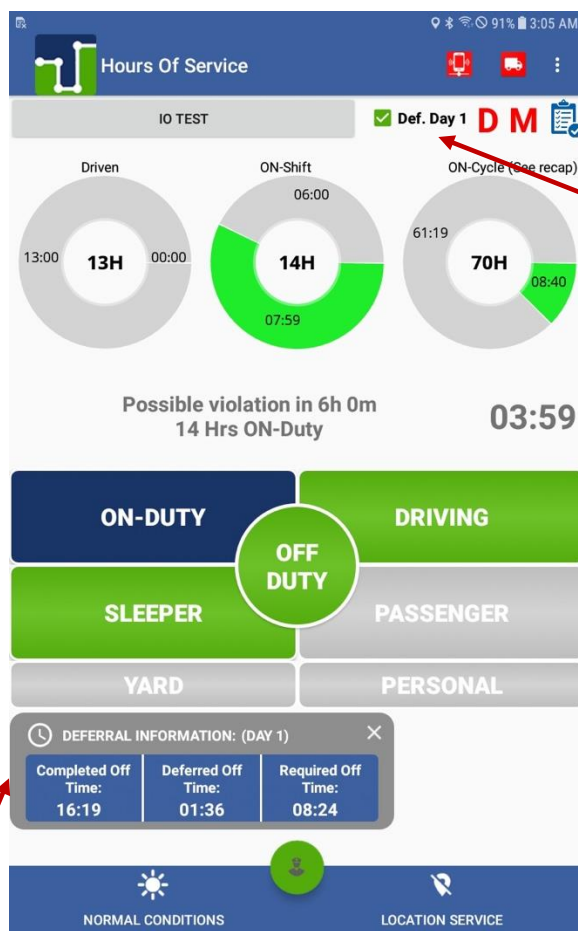 91% 3:05 AM
Hours Of Service
IO TEST
Def. Day 1
D M
Driven
ON-Shift
ON-Cycle (See recap)
13:00
13H
00:00
06:00
14H
07:59
61:19
70H
08:40
Possible violation in 6h 0m
14 Hrs ON-Duty
03:59
ON-DUTY
DRIVING
OFF
DUTY
SLEEPER
PASSENGER
YARD
PERSONAL
DEFERRAL INFORMATION: (DAY 1)
Completed Off
Time:
16:19
Deferred Off
Time:
01:36
Required Off
Time:
08:24
NORMAL CONDITIONS
LOCATION SERVICE